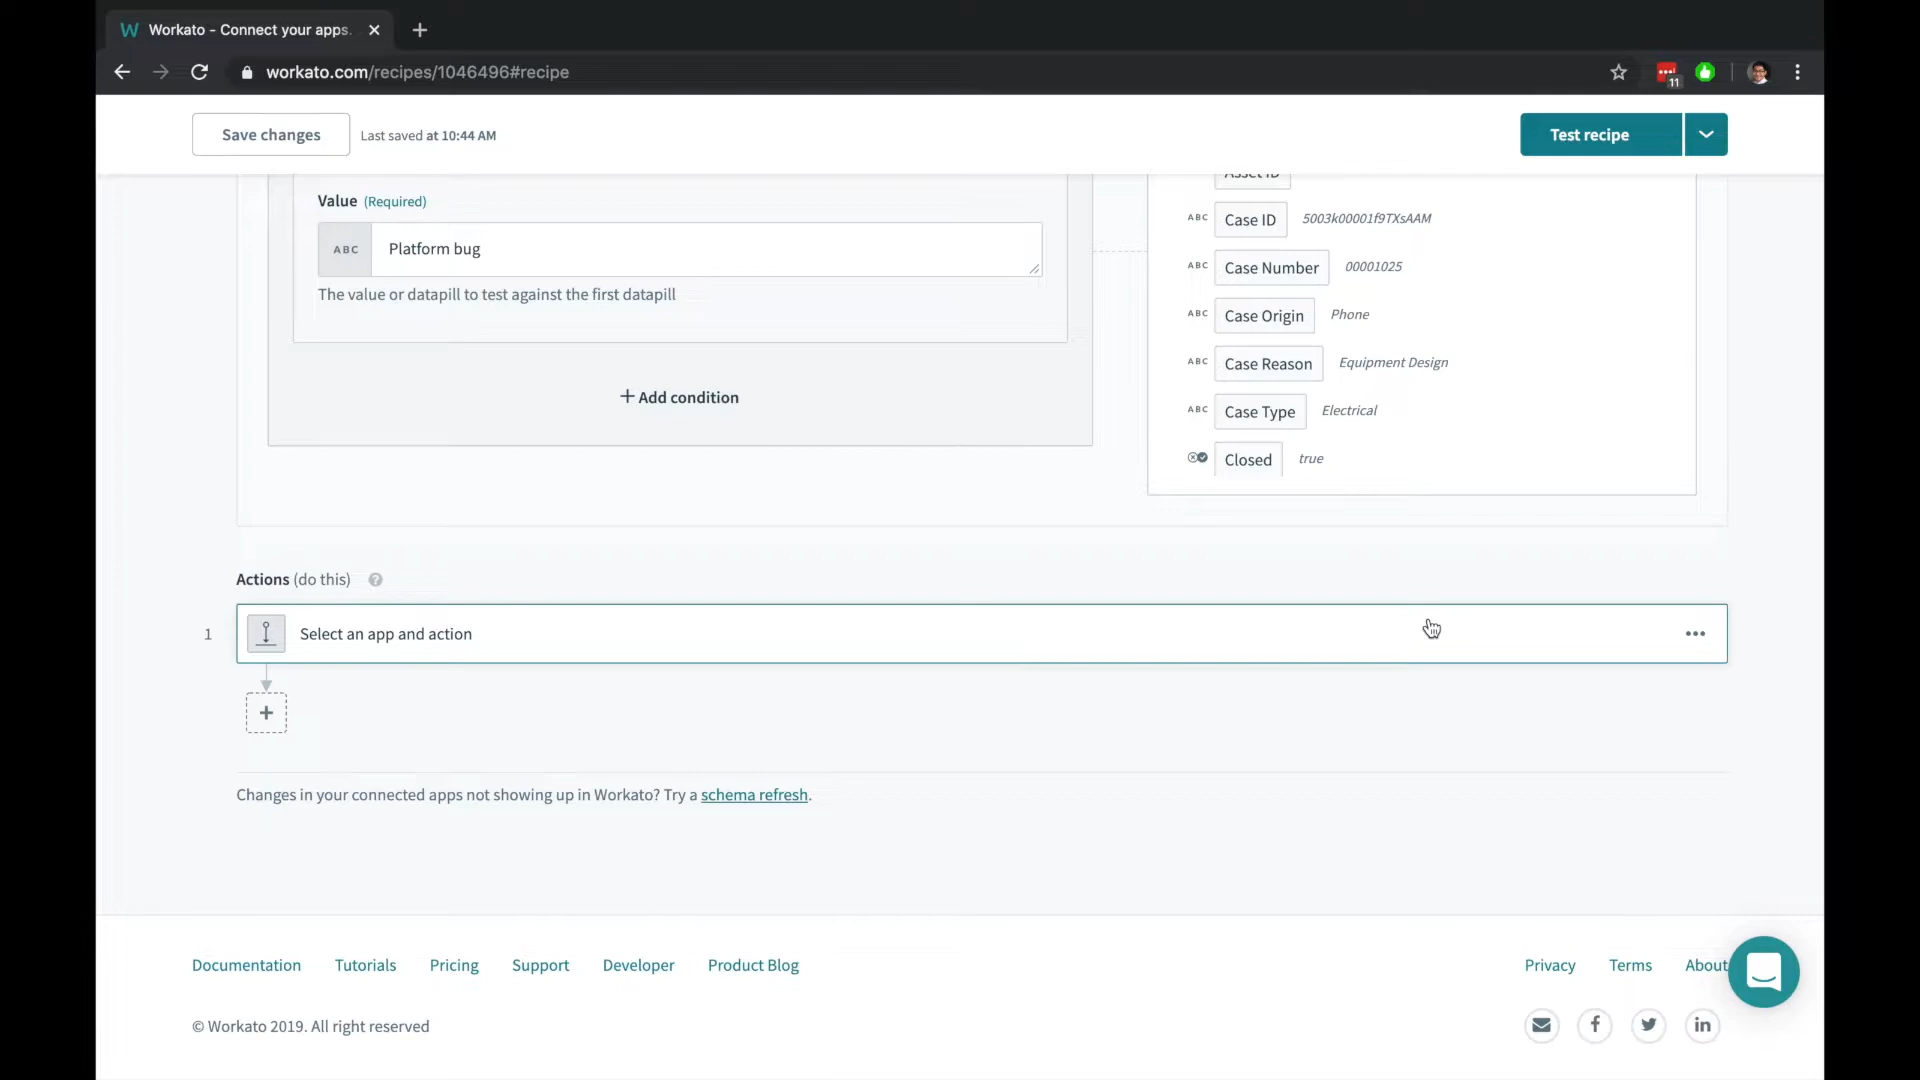 Workato - Connect your apps.
workato.com/recipes/1046496#recipe
11
Save changes
Last saved at 10:44 AM
Test recipe
Value (Required)
ABC Platform bug
The value or datapill to test against the first datapill
+ Add condition
Asset ID
ABC Case ID 5003k00001f9TXsAAM
ABC Case Number 00001025
ABC Case Origin Phone
ABC Case Reason Equipment Design
ABC Case Type Electrical
Closed true
Actions (do this) ?
1 Select an app and action
Changes in your connected apps not showing up in Workato? Try a schema refresh.
Documentation Tutorials Pricing Support Developer Product Blog
Privacy Terms About
© Workato 2019. All right reserved